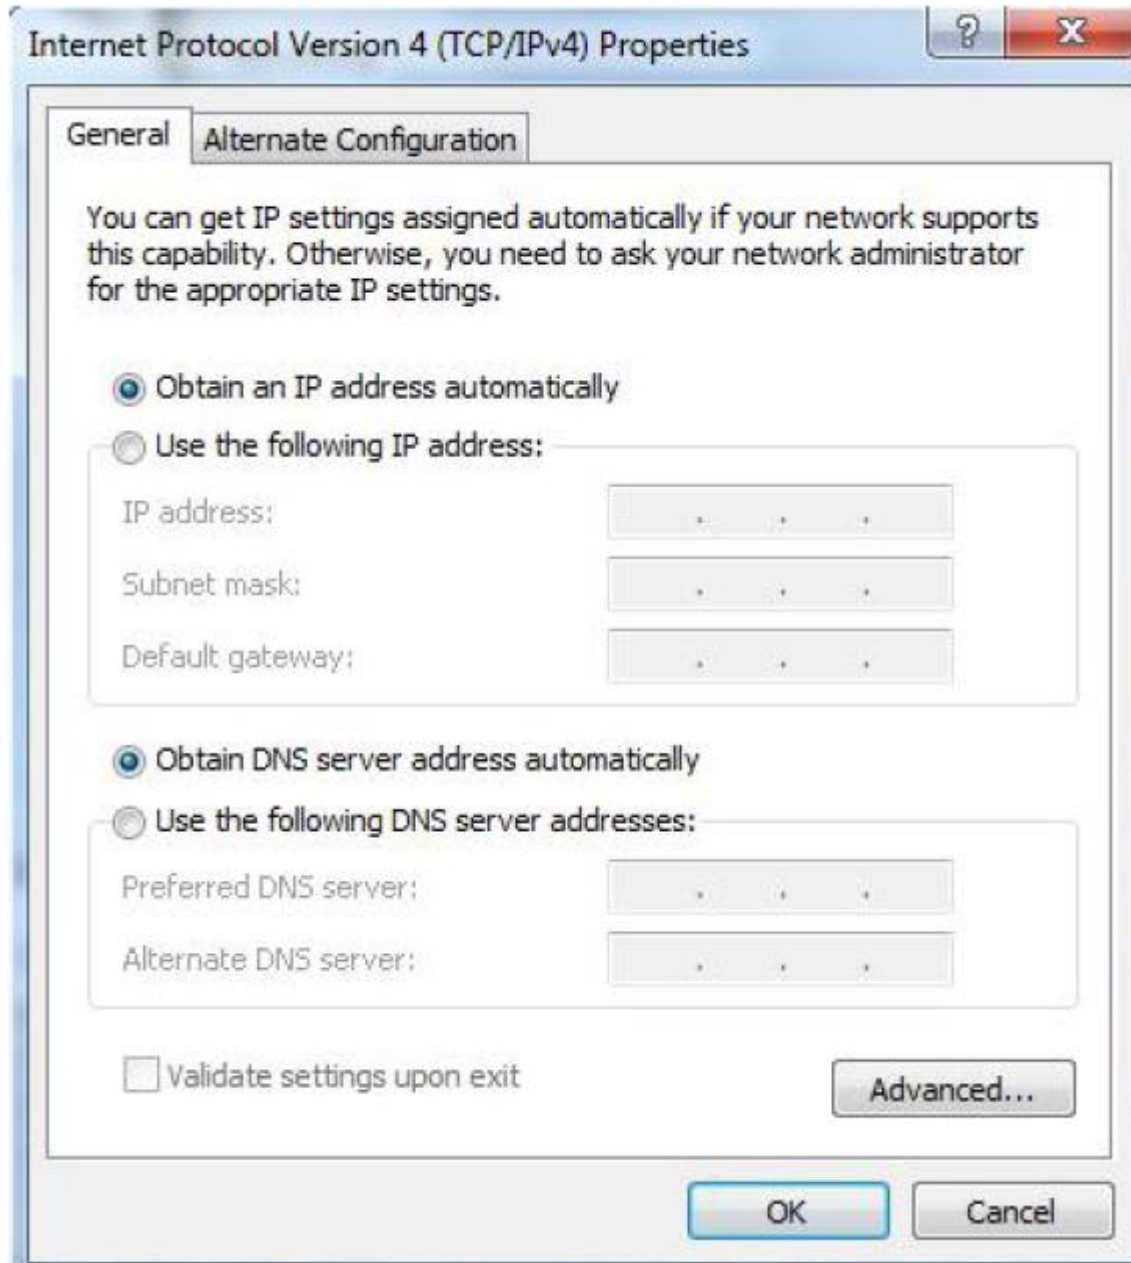 Internet Protocol Version 4 (TCP/IPv4) Properties
General
Alternate Configuration
You can get IP settings assigned automatically if your network supports
this capability. Otherwise, you need to ask your network administrator
for the appropriate IP settings.
Obtain an IP address automatically
Use the following IP address:
IP address:
Subnet mask:
Default gateway:
Obtain DNS server address automatically
Use the following DNS server addresses:
Preferred DNS server:
Alternate DNS server:
Validate settings upon exit
Advanced...
OK
Cancel